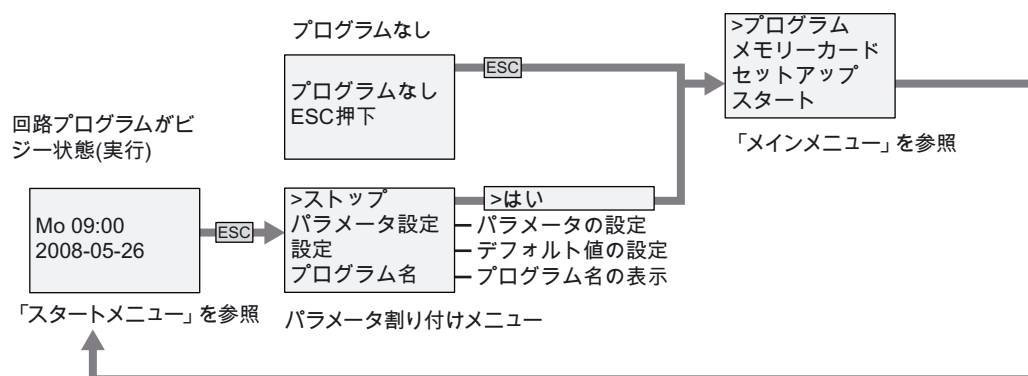 プログラムなし
プログラムなし
ESC押下
ESC
>プログラム
メモリーカード
セットアップ
スタート
「メインメニュー」を参照
回路プログラムがビ
ジー状態(実行)
Mo 09:00
2008-05-26
「スタートメニュー」を参照
ESC
>ストップ
パラメータ設定
設定
プログラム名
パラメータ割り付けメニュー
>はい
パラメータの設定
デフォルト値の設定
プログラム名の表示